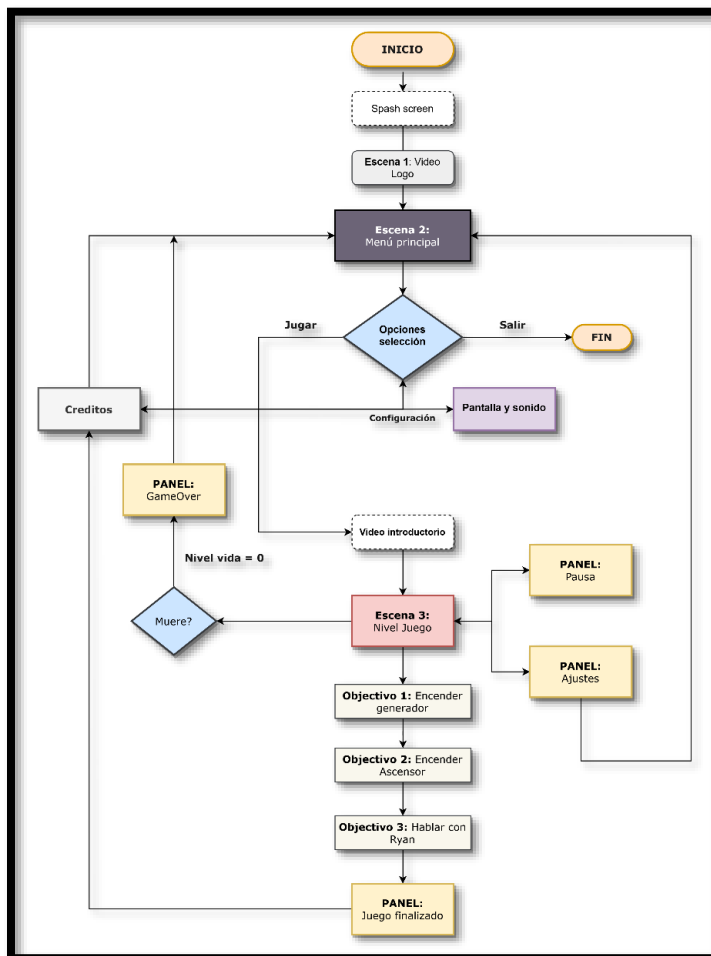 INICIO
Spash screen
Escena 1: Video
Logo
Escena 2:
Menú principal
Jugar
Opciones
selección
Salir
FIN
Creditos
Configuración
Pantalla y sonido
PANEL:
GameOver
Nivel vida = 0
Video introductorio
PANEL:
Pausa
Muere?
Escena 3:
Nivel Juego
PANEL:
Ajustes
Objectivo 1: Encender
generador
Objectivo 2: Encender
Ascensor
Objectivo 3: Hablar con
Ryan
PANEL:
Juego finalizado